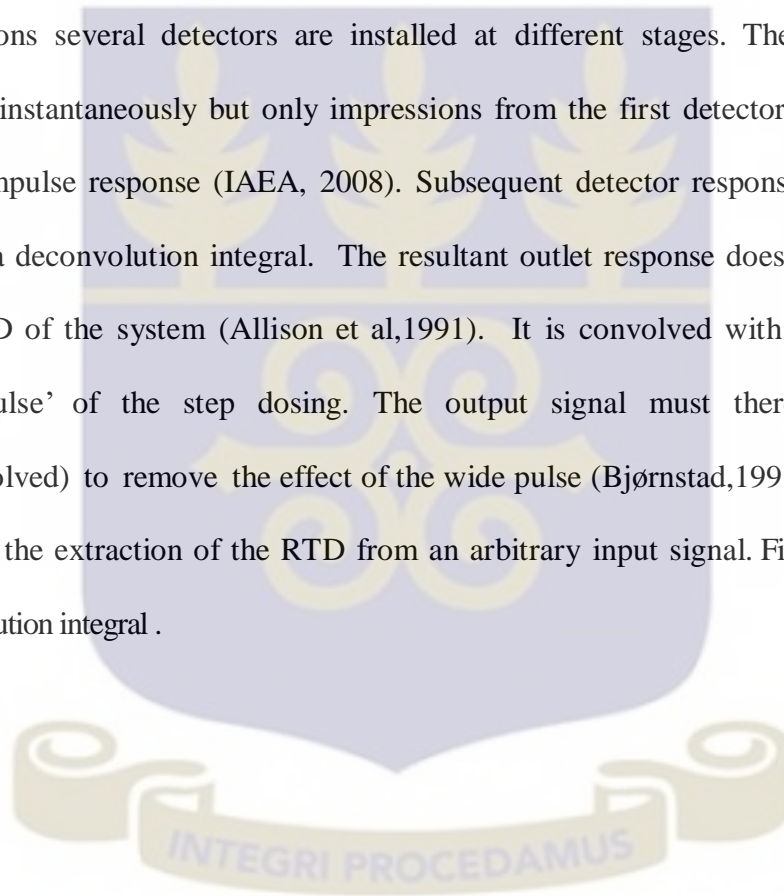 ons several detectors are installed at different stages. The
instantaneously but only impressions from the first detector
npulse response (IAEA, 2008). Subsequent detector respons
a deconvolution integral. The resultant outlet response does
D of the system (Allison et al,1991). It is convolved with
ulse’ of the step dosing. The output signal must ther
olved) to remove the effect of the wide pulse (Bjørnstad,199
the extraction of the RTD from an arbitrary input signal. Fi
ution integral .
INTEGRI PROCEDAMUS